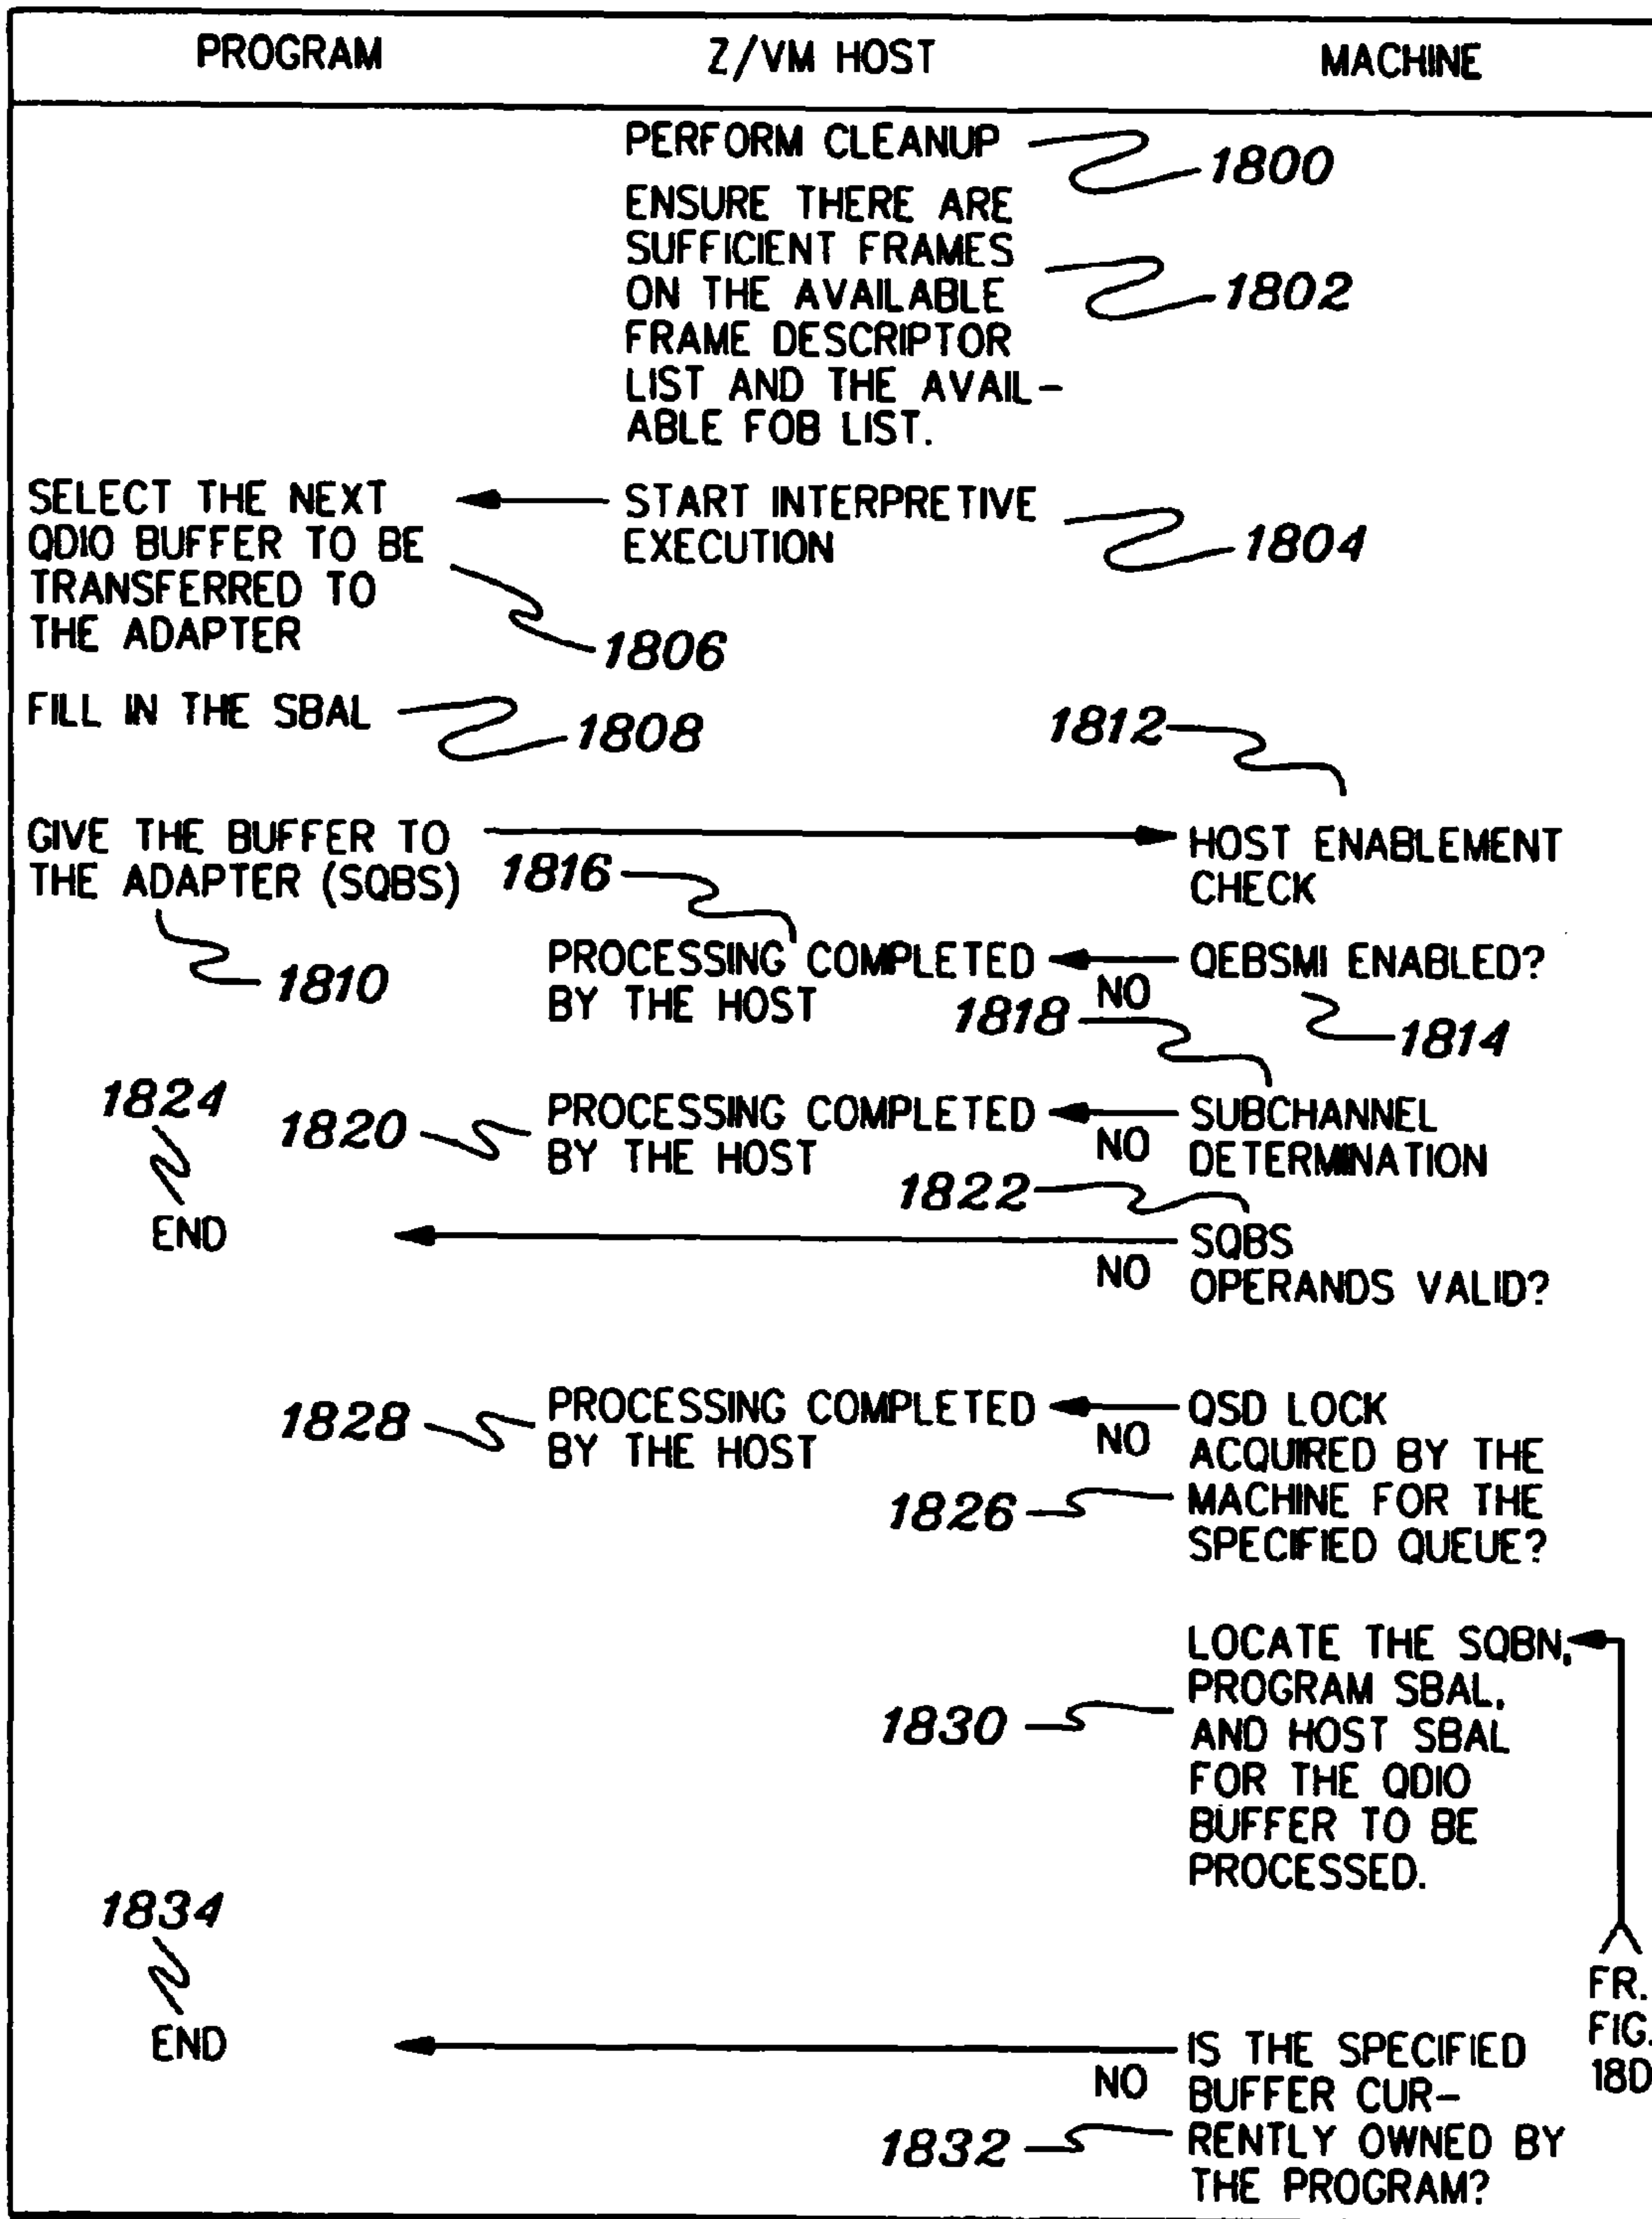 PROGRAM Z/VM HOST MACHINE
PERFORM CLEANUP 1800
ENSURE THERE ARE
SUFFICIENT FRAMES
ON THE AVAILABLE 1802
FRAME DESCRIPTOR
LIST AND THE AVAIL-
ABLE FOB LIST.
SELECT THE NEXT START INTERPRETIVE
QDIO BUFFER TO BE EXECUTION 1804
TRANSFERRED TO
THE ADAPTER 1806
FILL IN THE SBAL 1808 1812
GIVE THE BUFFER TO HOST ENABLEMENT
THE ADAPTER (SQBS) 1816 CHECK
1810 PROCESSING COMPLETED QEBSMI ENABLED?
BY THE HOST NO
1818 1814
1824 1820 PROCESSING COMPLETED SUBCHANNEL
BY THE HOST NO DETERMINATION
1822
END SQBS
NO OPERANDS VALID?
1828 PROCESSING COMPLETED QSD LOCK
BY THE HOST NO ACQUIRED BY THE
1826 MACHINE FOR THE
SPECIFIED QUEUE?
LOCATE THE SQBN,
PROGRAM SBAL,
1830 AND HOST SBAL
FOR THE QDIO
BUFFER TO BE
PROCESSED.
1834
FR.
FIG.
18D
END IS THE SPECIFIED
NO BUFFER CUR-
1832 RENTLY OWNED BY
THE PROGRAM?